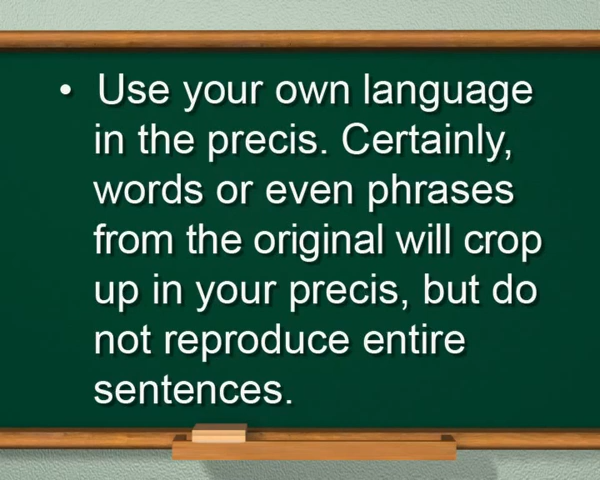 • Use your own language
in the precis. Certainly,
words or even phrases
from the original will crop
up in your precis, but do
not reproduce entire
sentences.